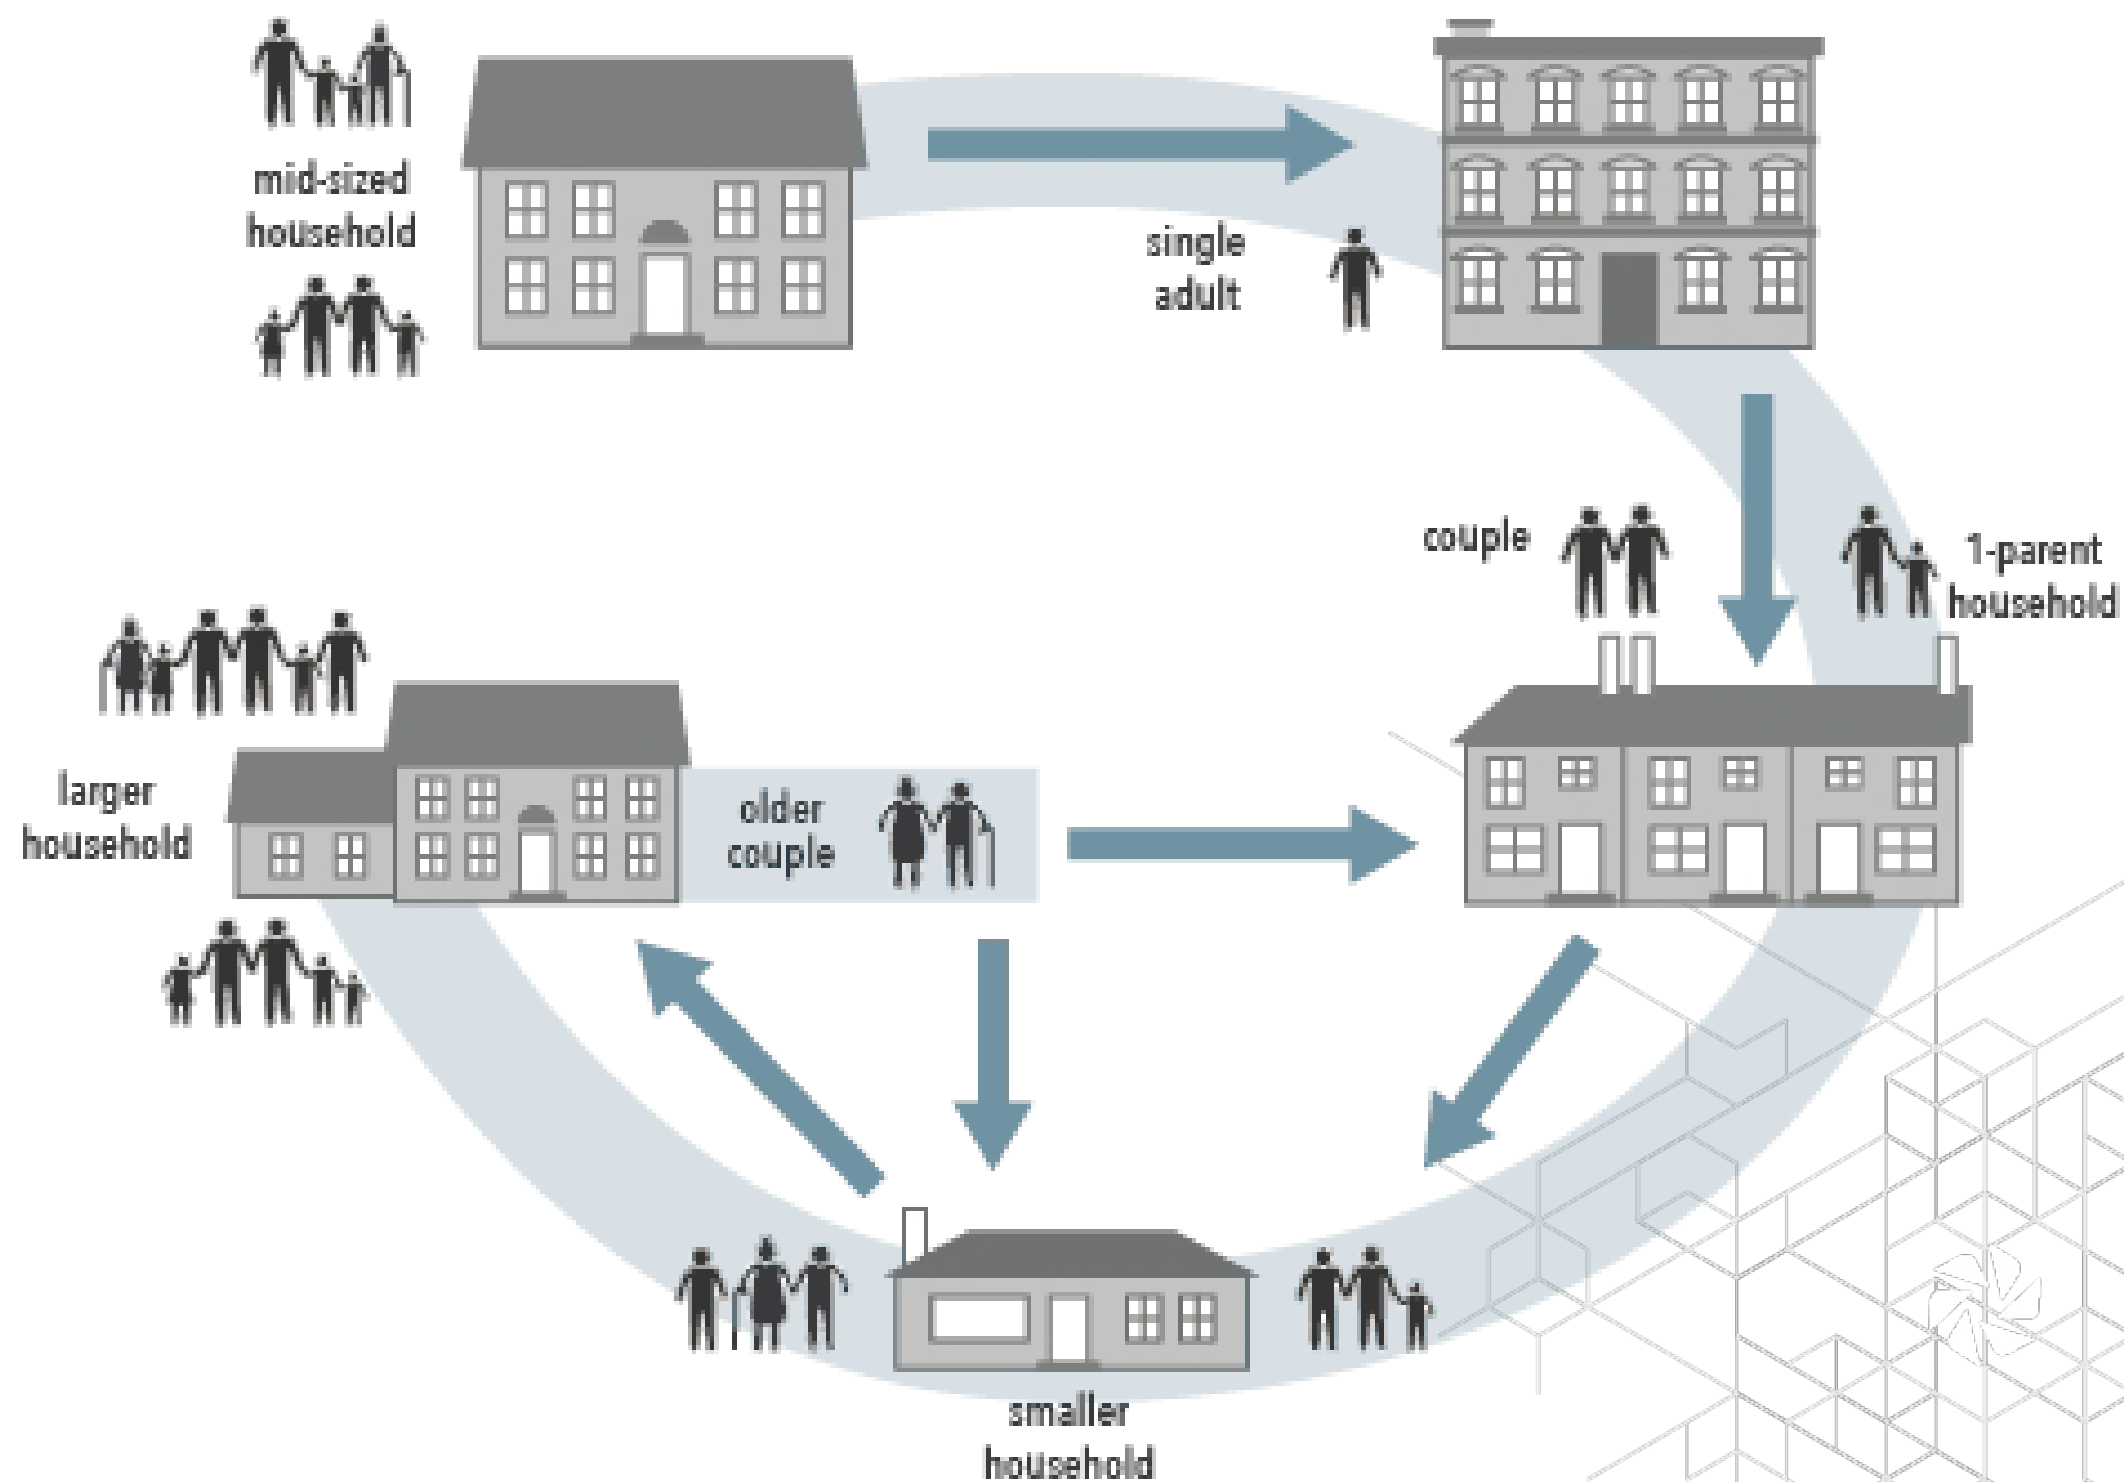 mid-sized
household
single
adult
couple
1-parent
household
larger
household
older
couple
smaller
household